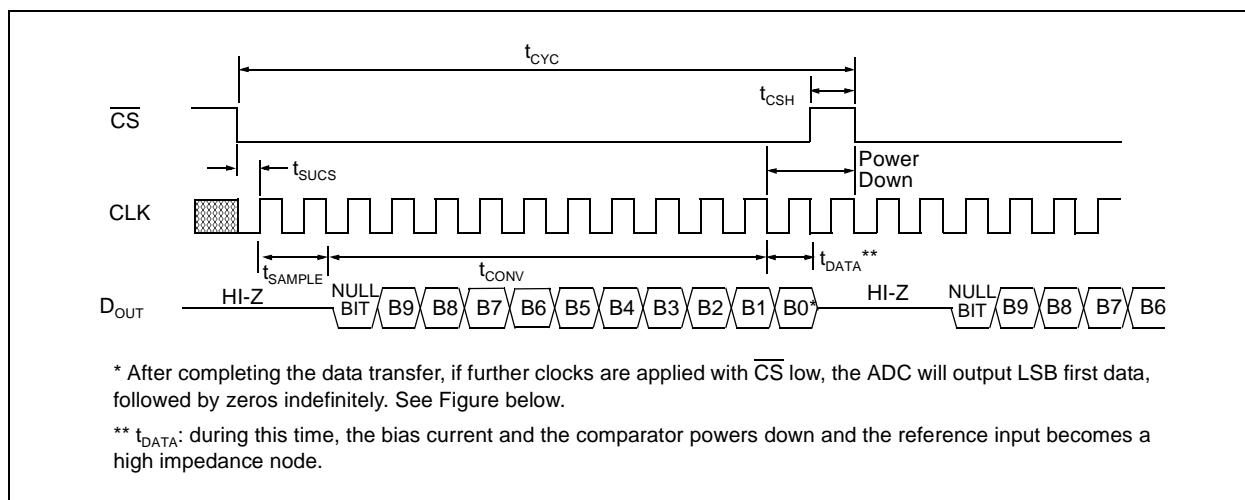 tCYC
tCSH
CS
tSUCS
Power
Down
CLK
tSAMPLE
tCONV
tDATA**
DOUT
HI-Z
NULL
BIT
B9
B8
B7
B6
B5
B4
B3
B2
B1
B0*
HI-Z
NULL
BIT
B9
B8
B7
B6
* After completing the data transfer, if further clocks are applied with CS low, the ADC will output LSB first data,
followed by zeros indefinitely. See Figure below.
** tDATA: during this time, the bias current and the comparator powers down and the reference input becomes a
high impedance node.